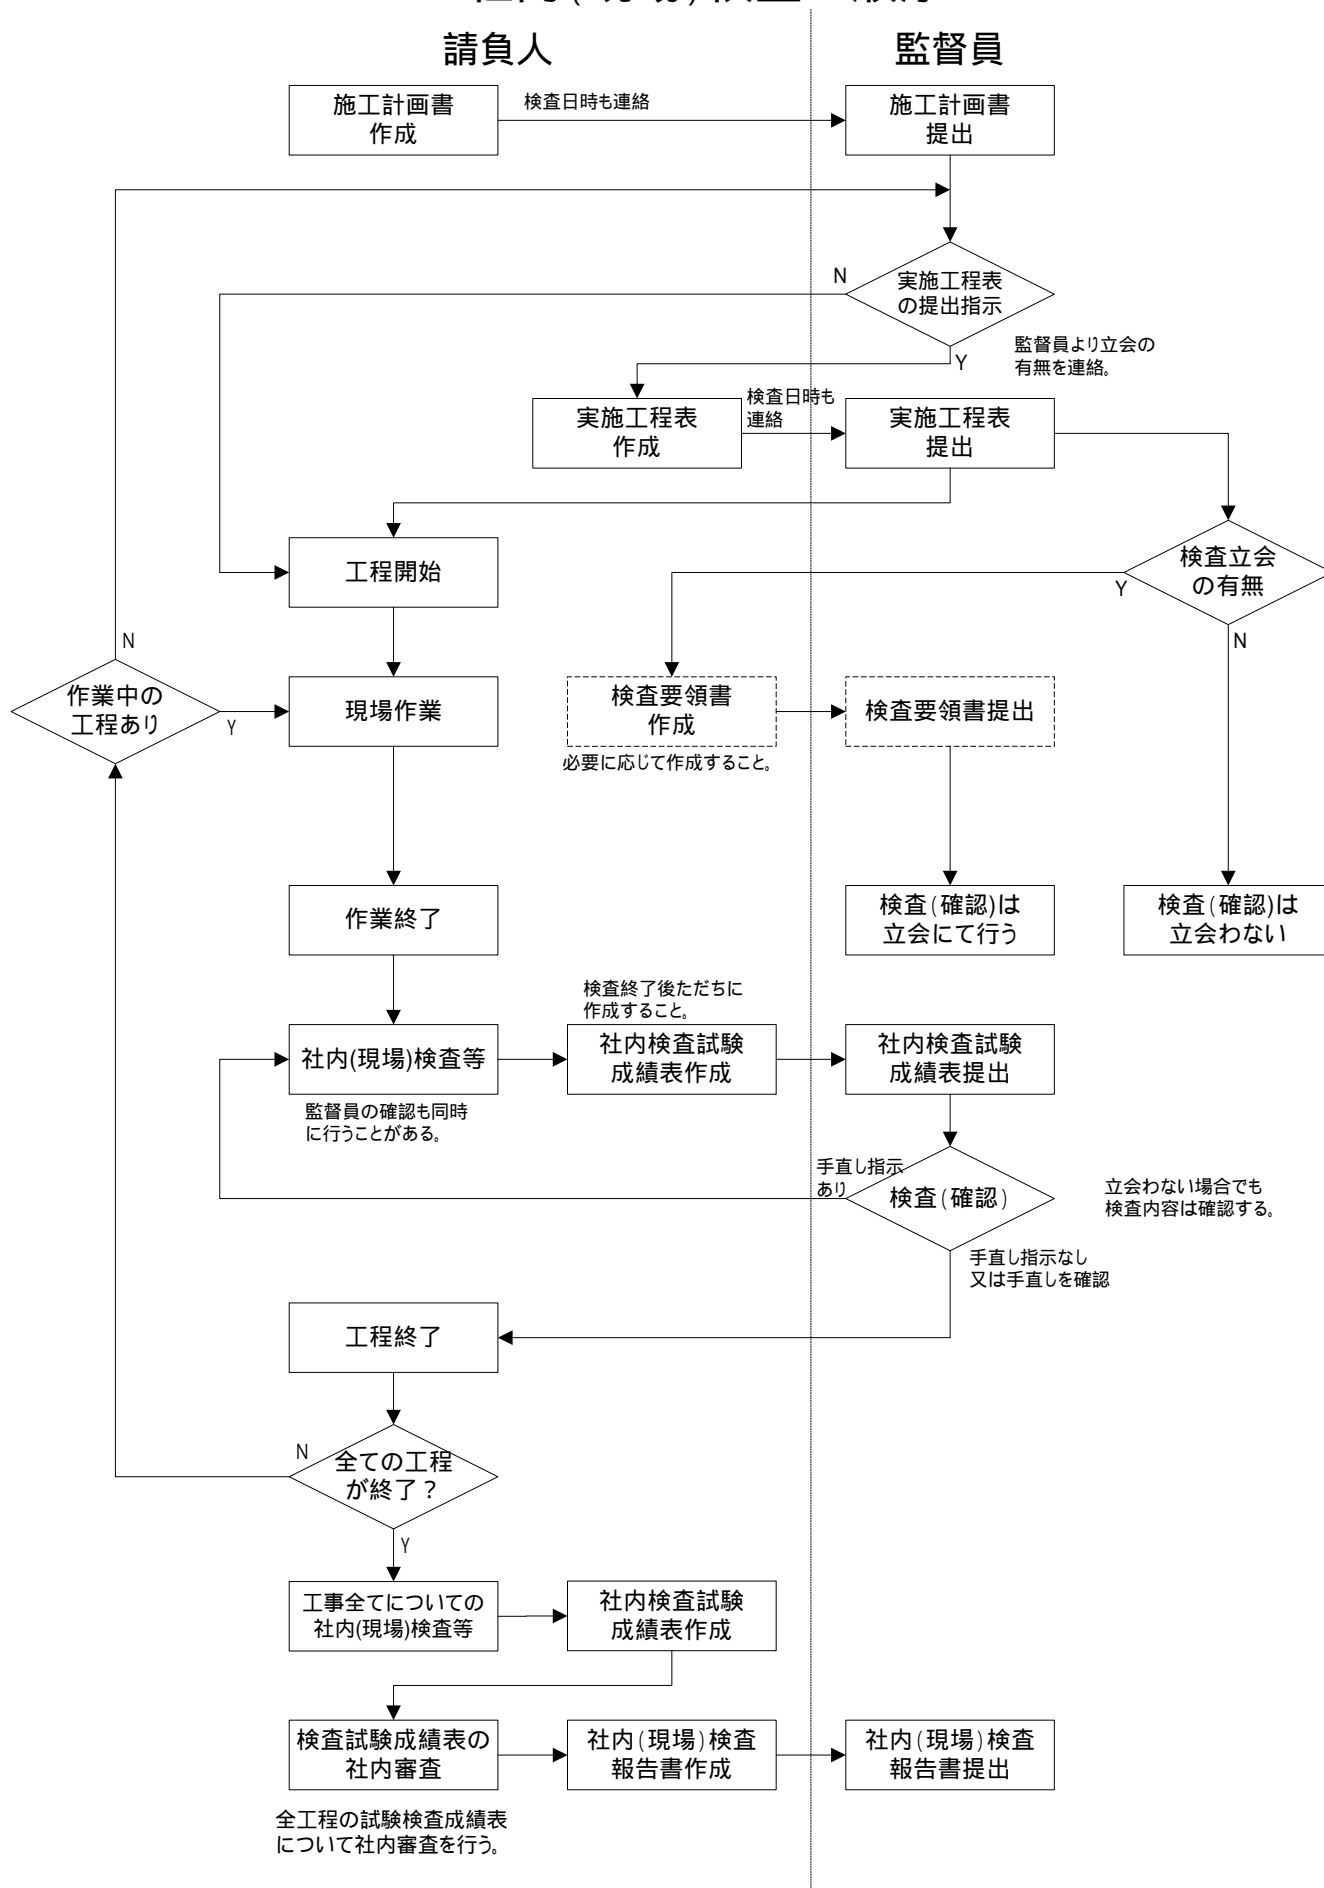 請負人
監督員
施工計画書
作成
検査日時も連絡
施工計画書
提出
N
実施工程表
の提出指示
Y
監督員より立会の
有無を連絡。
実施工程表
作成
検査日時も
連絡
実施工程表
提出
工程開始
検査立会
の有無
Y
N
N
作業中の
工程あり
Y
現場作業
検査要領書
作成
必要に応じて作成すること。
検査要領書提出
作業終了
検査(確認)は
立会にて行う
検査(確認)は
立会わない
検査終了後ただちに
作成すること。
社内(現場)検査等
監督員の確認も同時
に行うことがある。
社内検査試験
成績表作成
社内検査試験
成績表提出
手直し指示
あり
検査(確認)
立会わない場合でも
検査内容は確認する。
手直し指示なし
又は手直しを確認
工程終了
N
全ての工程
が終了?
Y
工事全てについての
社内(現場)検査等
社内検査試験
成績表作成
検査試験成績表の
社内審査
社内(現場)検査
報告書作成
社内(現場)検査
報告書提出
全工程の試験検査成績表
について社内審査を行う。